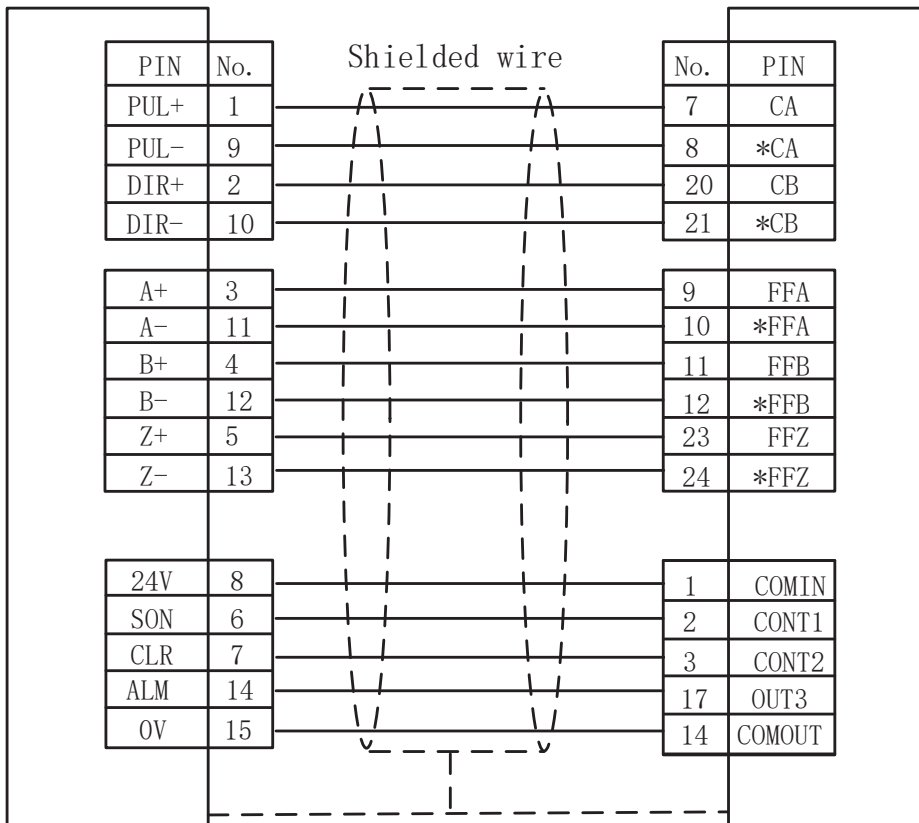 Shielded wire
PIN No. No. PIN
PUL+ 1 7 CA
PUL- 9 8 *CA
DIR+ 2 20 CB
DIR- 10 21 *CB
A+ 3 9 FFA
A- 11 10 *FFA
B+ 4 11 FFB
B- 12 12 *FFB
Z+ 5 23 FFZ
Z- 13 24 *FFZ
24V 8 1 COMIN
SON 6 2 CONT1
CLR 7 3 CONT2
ALM 14 17 OUT3
0V 15 14 COMOUT